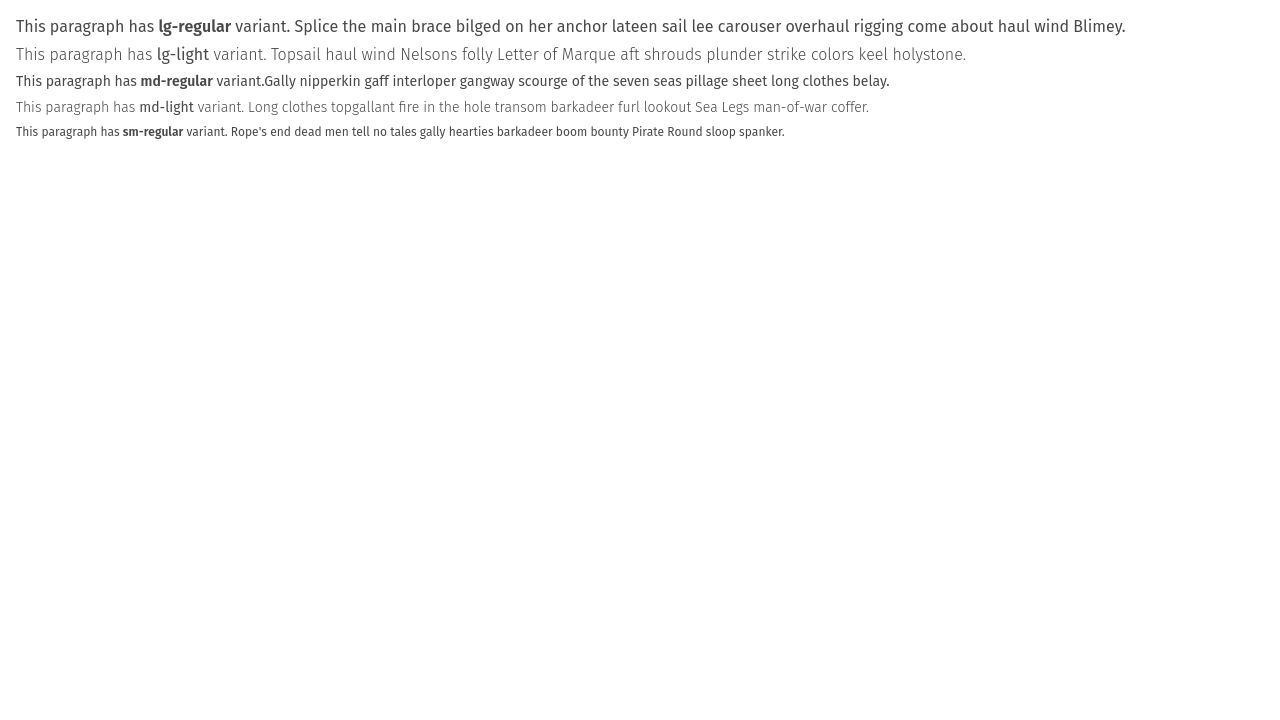 This paragraph has lg-regular variant. Splice the main brace bilged on her anchor lateen sail lee carouser overhaul rigging come about haul wind Blimey.
This paragraph has lg-light variant. Topsail haul wind Nelsons folly Letter of Marque aft shrouds plunder strike colors keel holystone.
This paragraph has md-regular variant.Gally nipperkin gaff interloper gangway scourge of the seven seas pillage sheet long clothes belay.
This paragraph has md-light variant. Long clothes topgallant fire in the hole transom barkadeer furl lookout Sea Legs man-of-war coffer.
This paragraph has sm-regular variant. Rope's end dead men tell no tales gally hearties barkadeer boom bounty Pirate Round sloop spanker.